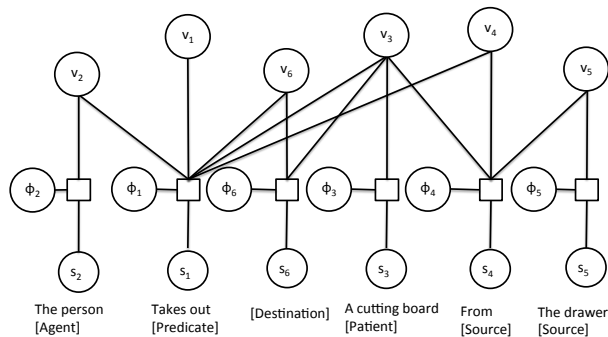 v₁
v₃
v₄
v₂
v₆
v₅
ϕ₂
ϕ₁
ϕ₆
ϕ₃
ϕ₄
ϕ₅
s₂
s₁
s₆
s₃
s₄
s₅
The person
[Agent]
Takes out
[Predicate]
[Destination]
A cutting board
[Patient]
From
[Source]
The drawer
[Source]